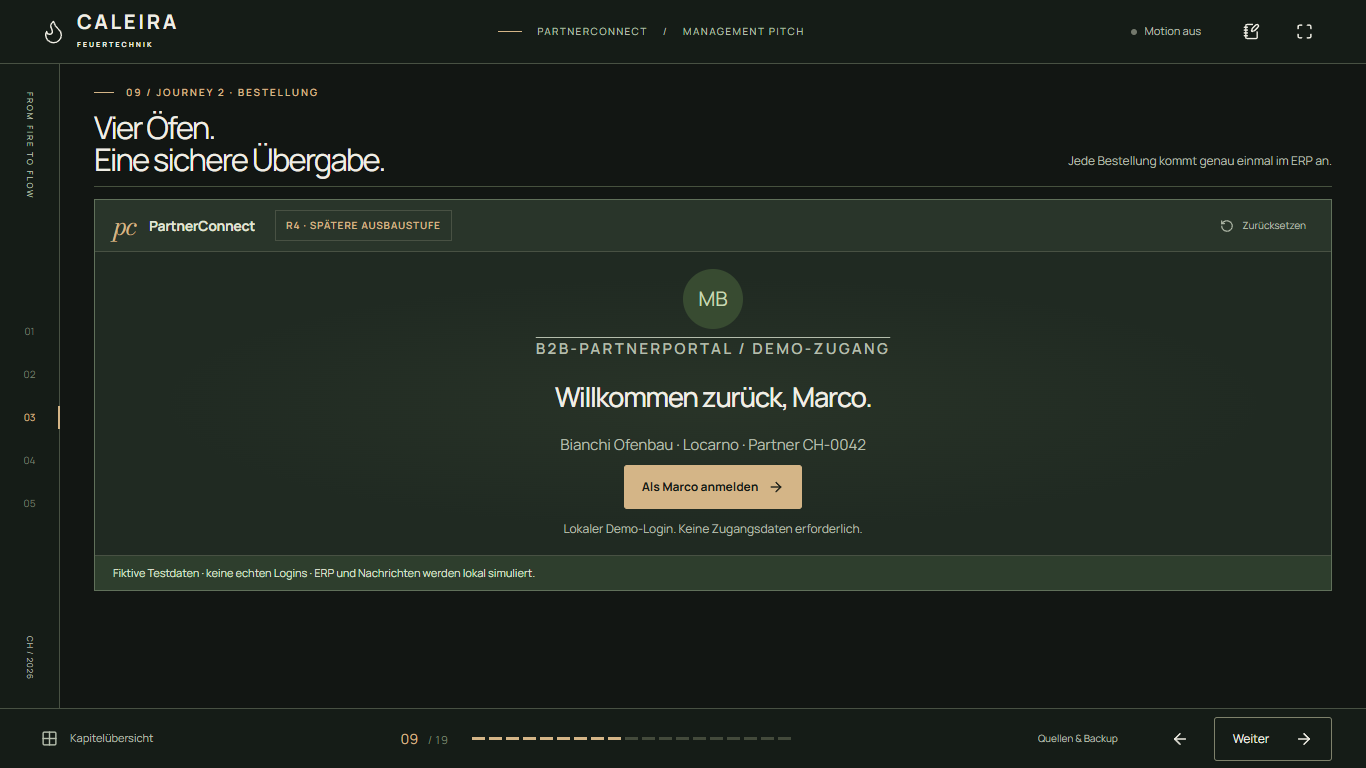 CALEIRA
FEUERTECHNIK
PARTNERCONNECT / MANAGEMENT PITCH
Motion aus
FROM FIRE TO FLOW
01
02
03
04
05
CH / 2026
09 / JOURNEY 2 · BESTELLUNG
Vier Öfen.
Eine sichere Übergabe.
Jede Bestellung kommt genau einmal im ERP an.
pc PartnerConnect
R4 · SPÄTERE AUSBAUSTUFE
Zurücksetzen
MB
B2B-PARTNERPORTAL / DEMO-ZUGANG
Willkommen zurück, Marco.
Bianchi Ofenbau · Locarno · Partner CH-0042
Als Marco anmelden
Lokaler Demo-Login. Keine Zugangsdaten erforderlich.
Fiktive Testdaten · keine echten Logins · ERP und Nachrichten werden lokal simuliert.
Kapitelübersicht
09 / 19
Quellen & Backup
Weiter